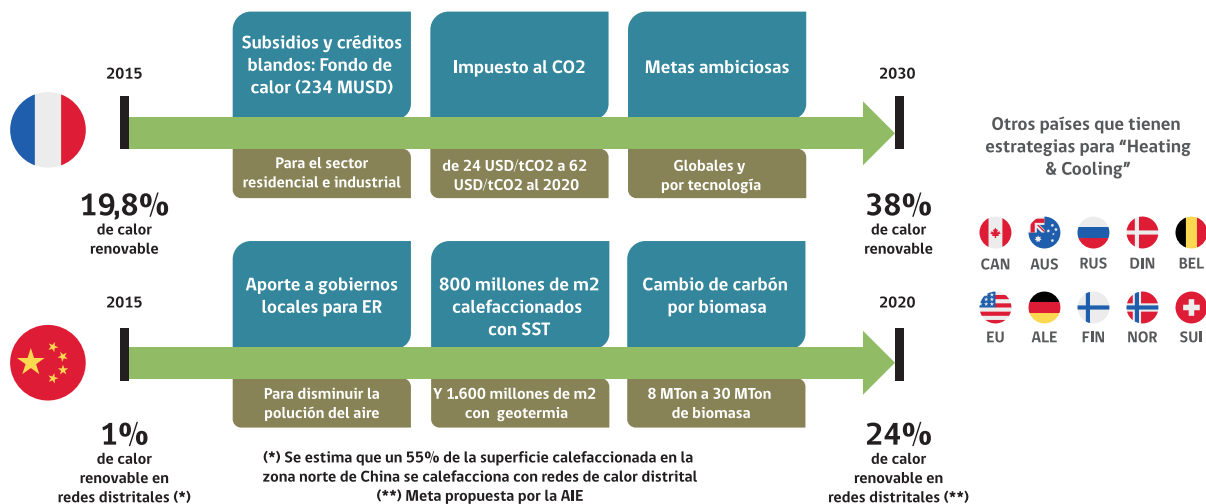 2015
Subsidios y créditos
blandos: Fondo de
calor (234 MUSD)
Impuesto al CO2
Metas ambiciosas
2030
Para el sector
residencial e industrial
de 24 USD/tCO2 a 62
USD/tCO2 al 2020
Globales y
por tecnología
19,8%
de calor
renovable
38%
de calor
renovable
2015
Aporte a gobiernos
locales para ER
800 millones de m2
calefaccionados
con SST
Cambio de carbón
por biomasa
2020
Para disminuir la
polución del aire
Y 1.600 millones de m2
con geotermia
8 MTon a 30 MTon
de biomasa
1%
de calor
renovable en
redes distritales (*)
24%
de calor
renovable en
redes distritales (**)
(*) Se estima que un 55% de la superficie calefaccionada en la
zona norte de China se calefacciona con redes de calor distrital
(**) Meta propuesta por la AIE
Otros países que tienen
estrategias para “Heating
& Cooling”
CAN AUS RUS DIN BEL
EU ALE FIN NOR SUI